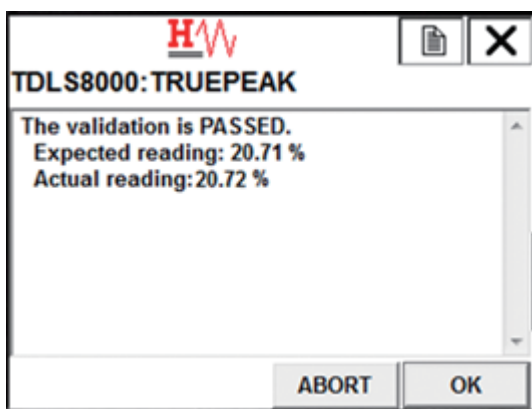 H
TDLS8000: TRUEPEAK
The validation is PASSED.
Expected reading: 20.71 %
Actual reading:20.72 %
ABORT OK